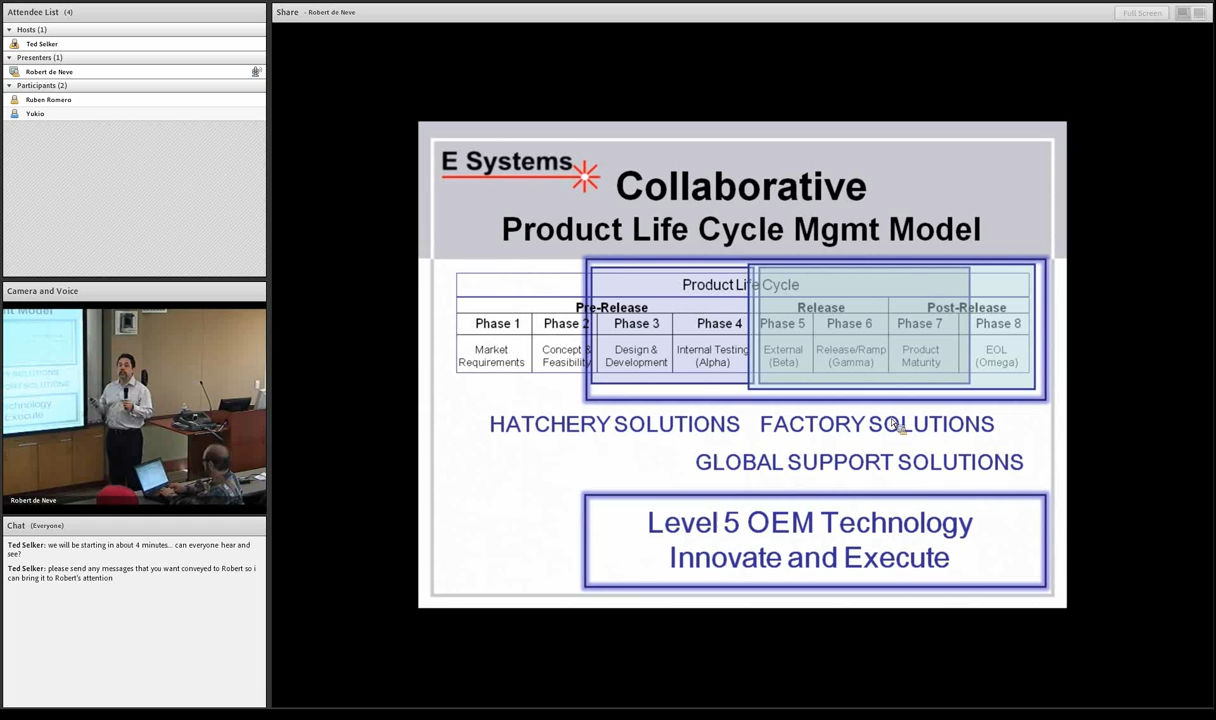 Attendee List (4)
Hosts (1)
Ted Selker
Presenters (1)
Robert de Neve
Participants (2)
Ruben Romero
Yukio
Camera and Voice
Robert de Neve
Chat (Everyone)
Ted Selker: we will be starting in about 4 minutes... can everyone hear and
see?
Ted Selker: please send any messages that you want conveyed to Robert so i
can bring it to Robert's attention
Share - Robert de Neve
Full Screen
E Systems
Collaborative
Product Life Cycle Mgmt Model
Product Life Cycle
Pre-Release Release Post-Release
Phase 1 Phase 2 Phase 3 Phase 4 Phase 5 Phase 6 Phase 7 Phase 8
Market Concept & Design & Internal Testing External Release/Ramp Product EOL
Requirements Feasibility Development (Alpha) (Beta) (Gamma) Maturity (Omega)
HATCHERY SOLUTIONS FACTORY SOLUTIONS
GLOBAL SUPPORT SOLUTIONS
Level 5 OEM Technology
Innovate and Execute